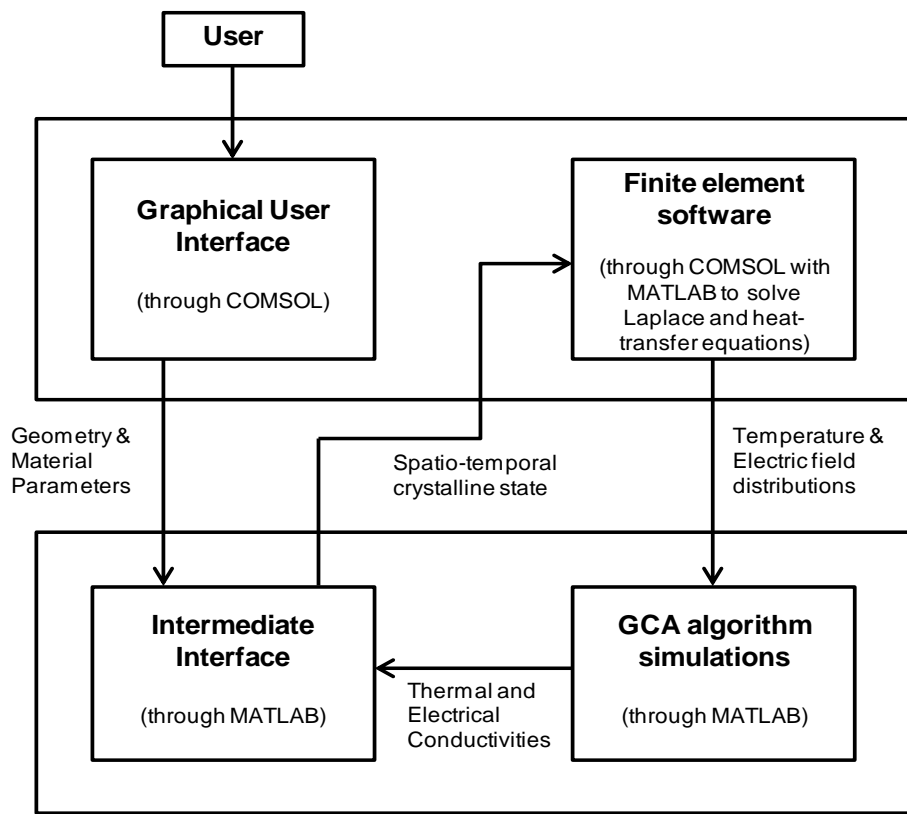 User
Graphical User
Interface
(through COMSOL)
Finite element
software
(through COMSOL with
MATLAB to solve
Laplace and heat-
transfer equations)
Geometry &
Material
Parameters
Spatio-temporal
crystalline state
Temperature &
Electric field
distributions
Intermediate
Interface
(through MATLAB)
Thermal and
Electrical
Conductivities
GCA algorithm
simulations
(through MATLAB)